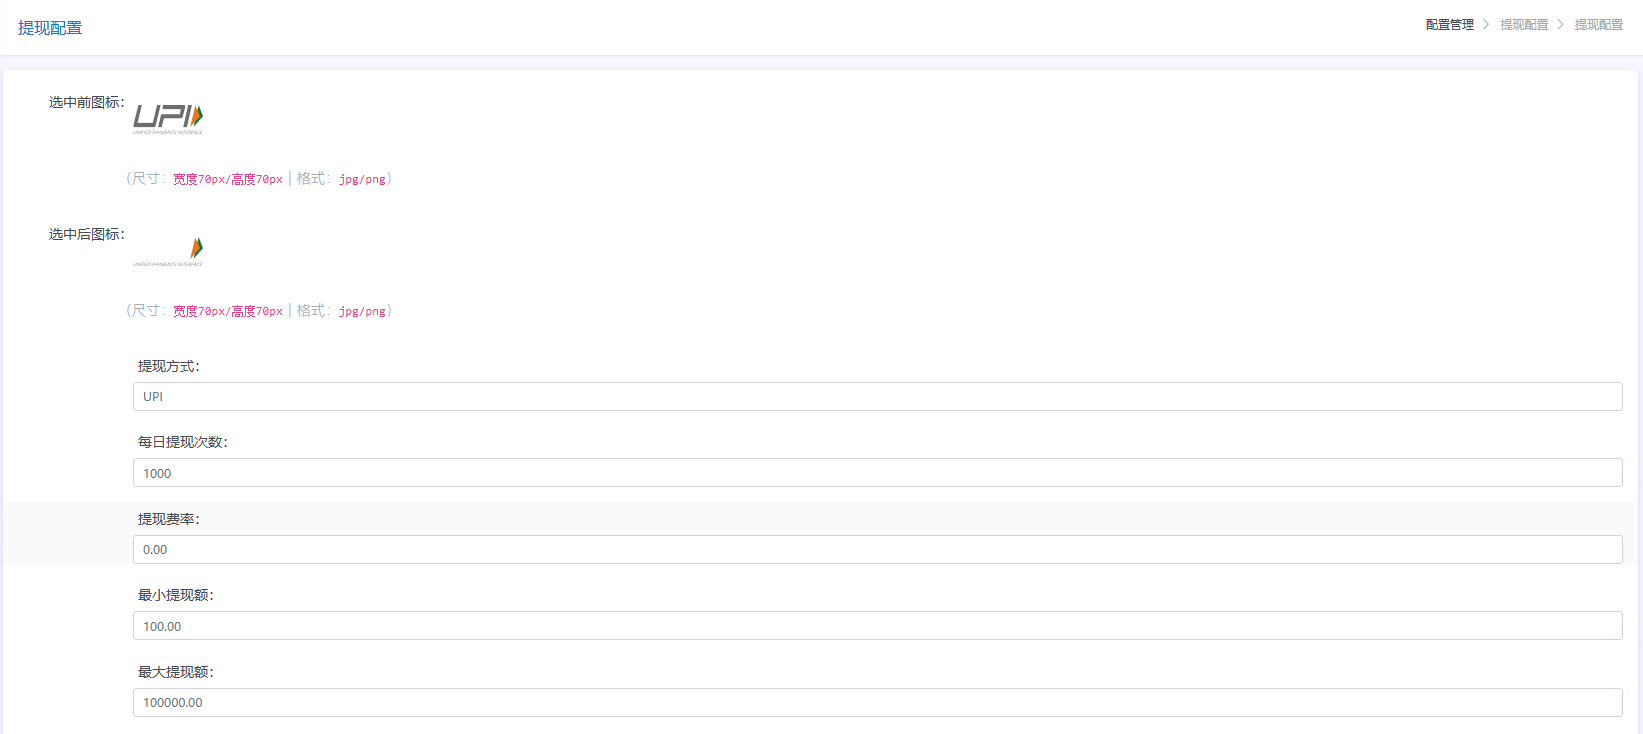 提现配置
配置管理 > 提现配置 > 提现配置
选中前图标：
UPI
UNIFIED PAYMENTS INTERFACE
（尺寸：宽度70px/高度70px | 格式：jpg/png）
选中后图标：
UNIFIED PAYMENTS INTERFACE
（尺寸：宽度70px/高度70px | 格式：jpg/png）
提现方式：
UPI
每日提现次数：
1000
提现费率：
0.00
最小提现额：
100.00
最大提现额：
100000.00